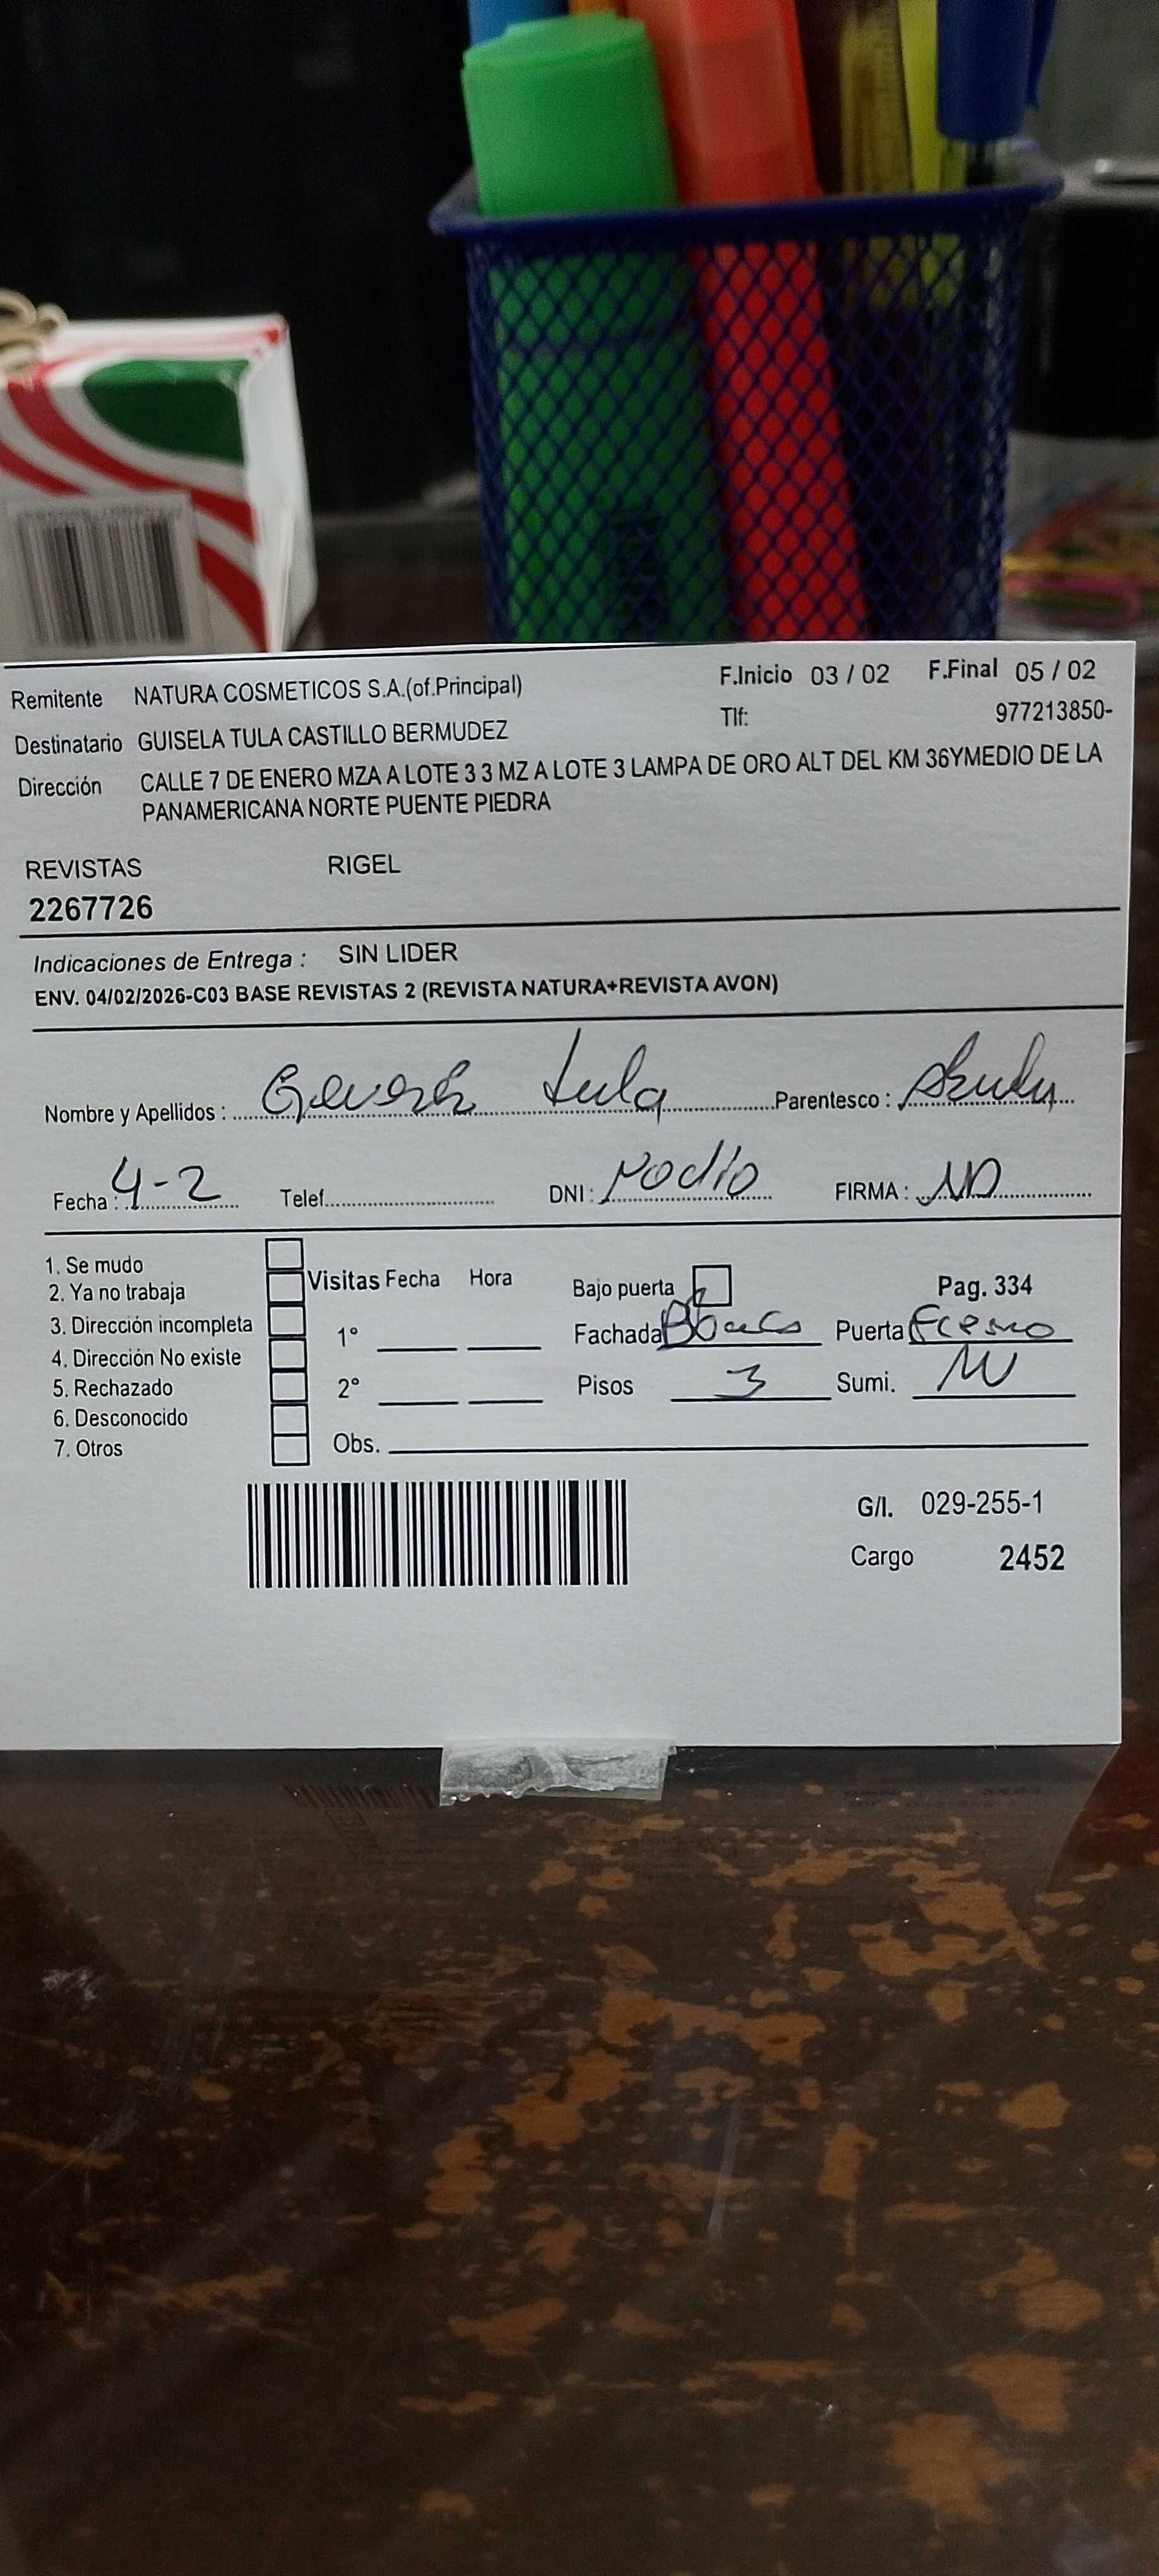 Remitente NATURA COSMETICOS S.A.(of.Principal) F.Inicio 03 / 02 F.Final 05 / 02
Tlf: 977213850-
Destinatario GUISELA TULA CASTILLO BERMUDEZ
Dirección CALLE 7 DE ENERO MZA A LOTE 3 3 MZ A LOTE 3 LAMPA DE ORO ALT DEL KM 36YMEDIO DE LA
PANAMERICANA NORTE PUENTE PIEDRA
REVISTAS RIGEL
2267726
Indicaciones de Entrega : SIN LIDER
ENV. 04/02/2026-C03 BASE REVISTAS 2 (REVISTA NATURA+REVISTA AVON)
Nombre y Apellidos : Tula Parentesco :
Fecha : 4-2 Telef. DNI : FIRMA :
1. Se mudo
2. Ya no trabaja
3. Dirección incompleta
4. Dirección No existe
5. Rechazado
6. Desconocido
7. Otros
Visitas Fecha Hora Bajo puerta Pag. 334
1° Fachada Puerta
2° Pisos 3 Sumi.
Obs.
G/I. 029-255-1
Cargo 2452